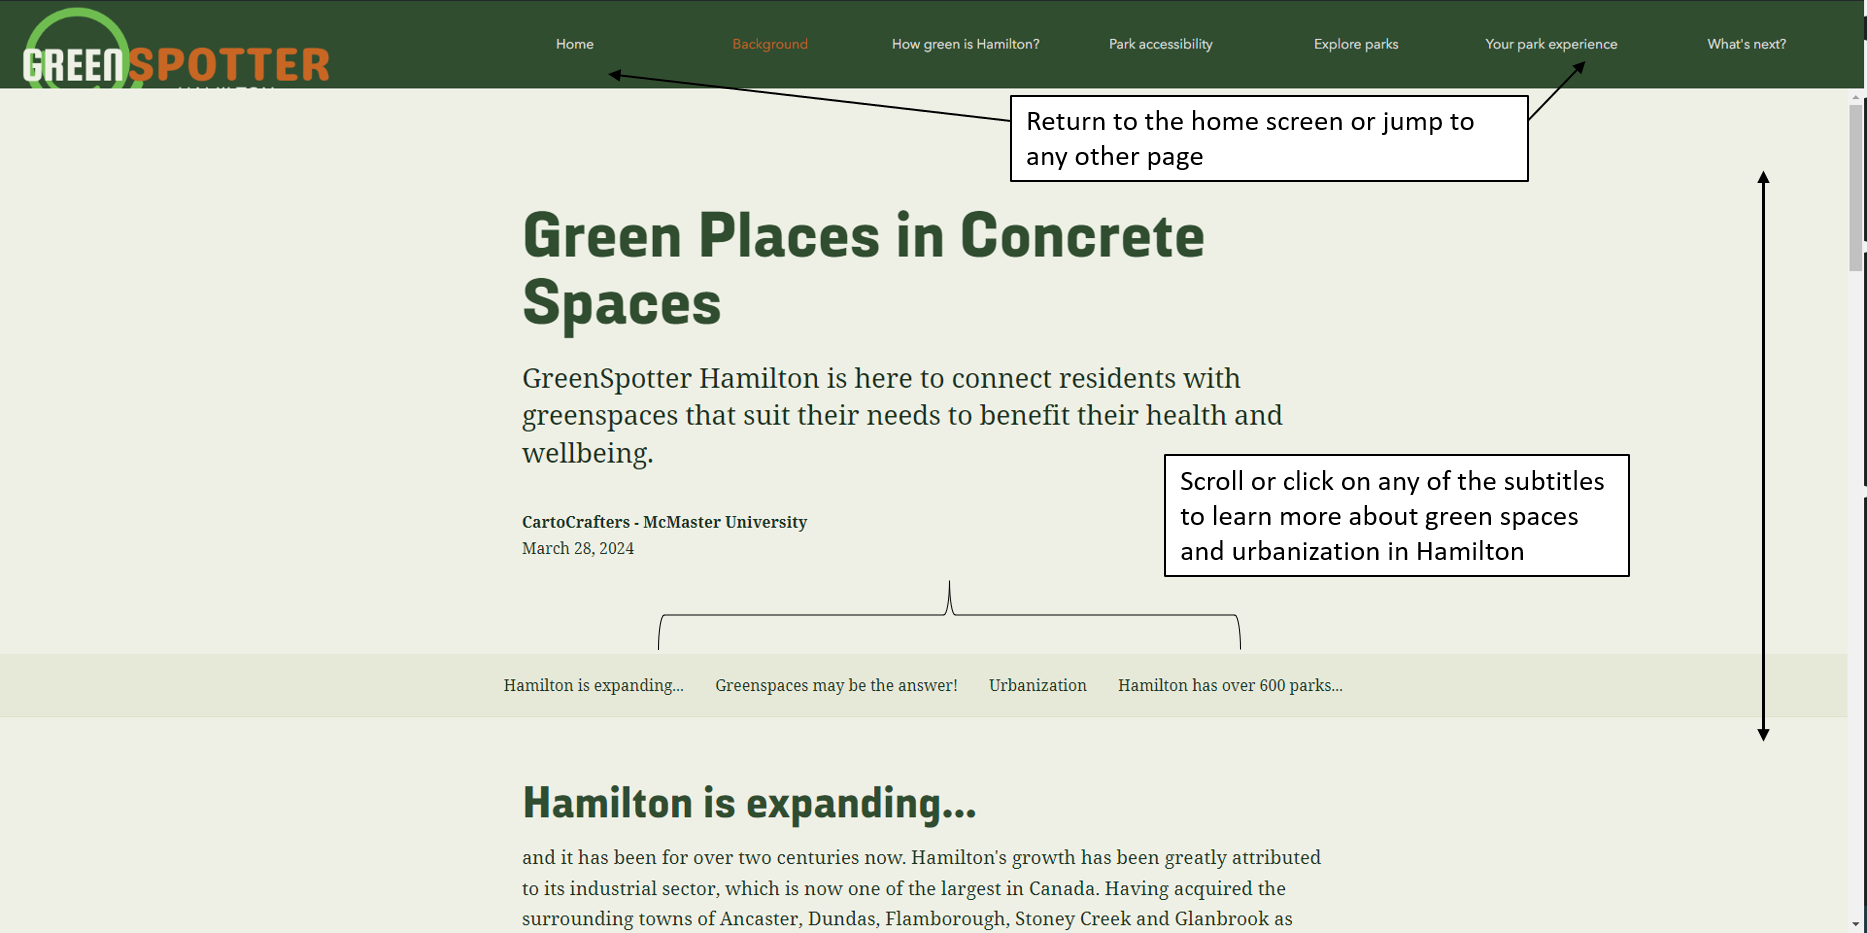 GREENSPOTTER
HAMILTON
Home
Background
How green is Hamilton?
Park accessibility
Explore parks
Your park experience
What's next?
Return to the home screen or jump to
any other page
Green Places in Concrete
Spaces
GreenSpotter Hamilton is here to connect residents with
greenspaces that suit their needs to benefit their health and
wellbeing.
CartoCrafters - McMaster University
March 28, 2024
Scroll or click on any of the subtitles
to learn more about green spaces
and urbanization in Hamilton
Hamilton is expanding...
Greenspaces may be the answer!
Urbanization
Hamilton has over 600 parks...
Hamilton is expanding...
and it has been for over two centuries now. Hamilton's growth has been greatly attributed
to its industrial sector, which is now one of the largest in Canada. Having acquired the
surrounding towns of Ancaster, Dundas, Flamborough, Stoney Creek and Glanbrook as